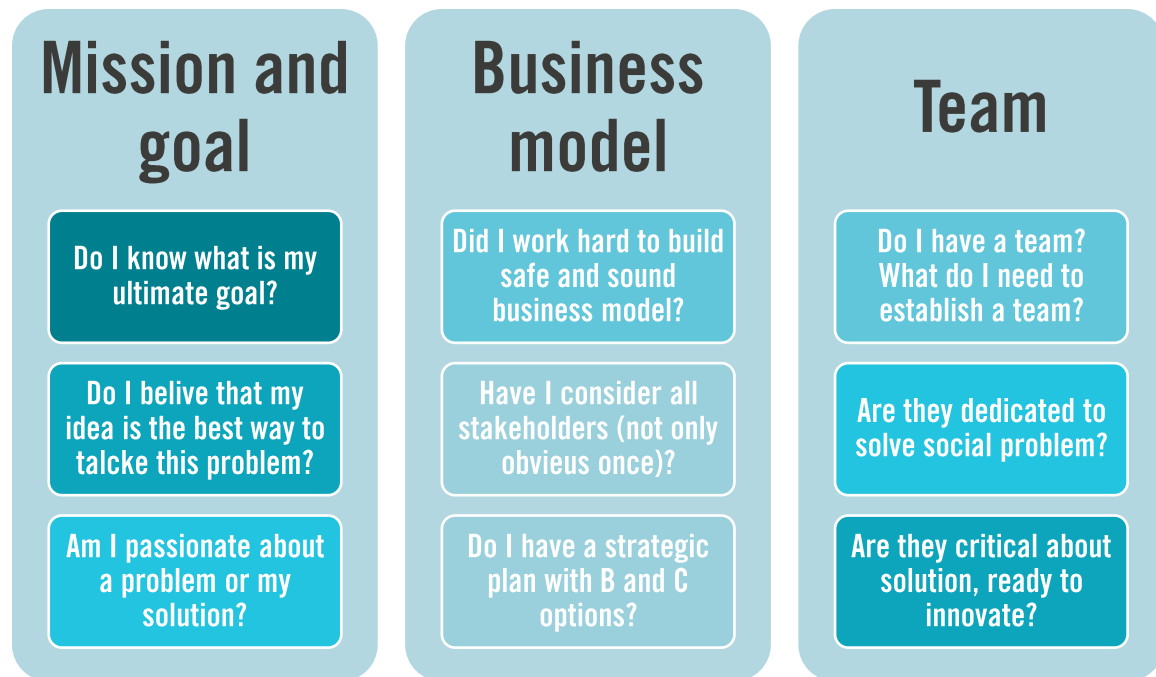 Mission and
goal
Do I know what is my
ultimate goal?
Do I belive that my
idea is the best way to
talcke this problem?
Am I passionate about
a problem or my
solution?
Business
model
Did I work hard to build
safe and sound
business model?
Have I consider all
stakeholders (not only
obvieus once)?
Do I have a strategic
plan with B and C
options?
Team
Do I have a team?
What do I need to
establish a team?
Are they dedicated to
solve social problem?
Are they critical about
solution, ready to
innovate?